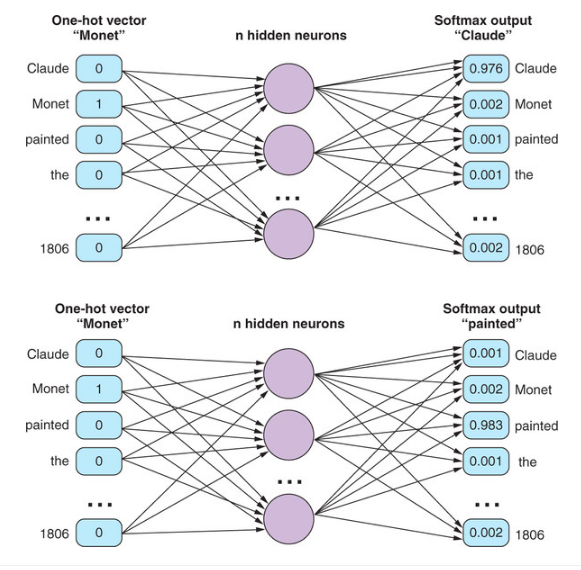 One-hot vector
“Monet”
n hidden neurons
Softmax output
“Claude”
Claude 0 0.976 Claude
Monet 1 0.002 Monet
painted 0 0.001 painted
the 0 0.001 the
... ... ...
1806 0 0.002 1806
One-hot vector
“Monet”
n hidden neurons
Softmax output
“painted”
Claude 0 0.001 Claude
Monet 1 0.002 Monet
painted 0 0.983 painted
the 0 0.001 the
... ... ...
1806 0 0.002 1806